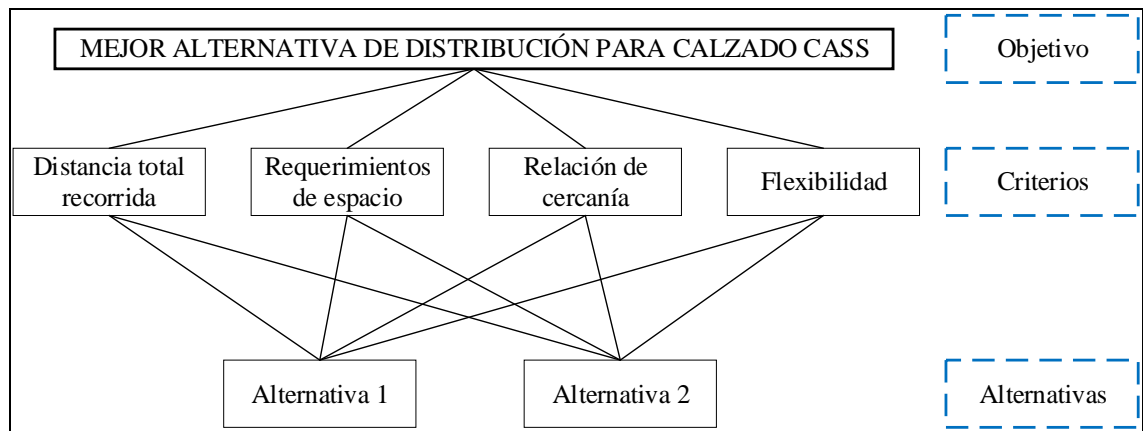 MEJOR ALTERNATIVA DE DISTRIBUCIÓN PARA CALZADO CASS
Objetivo
Distancia total
recorrida
Requerimientos
de espacio
Relación de
cercanía
Flexibilidad
Criterios
Alternativa 1
Alternativa 2
Alternativas